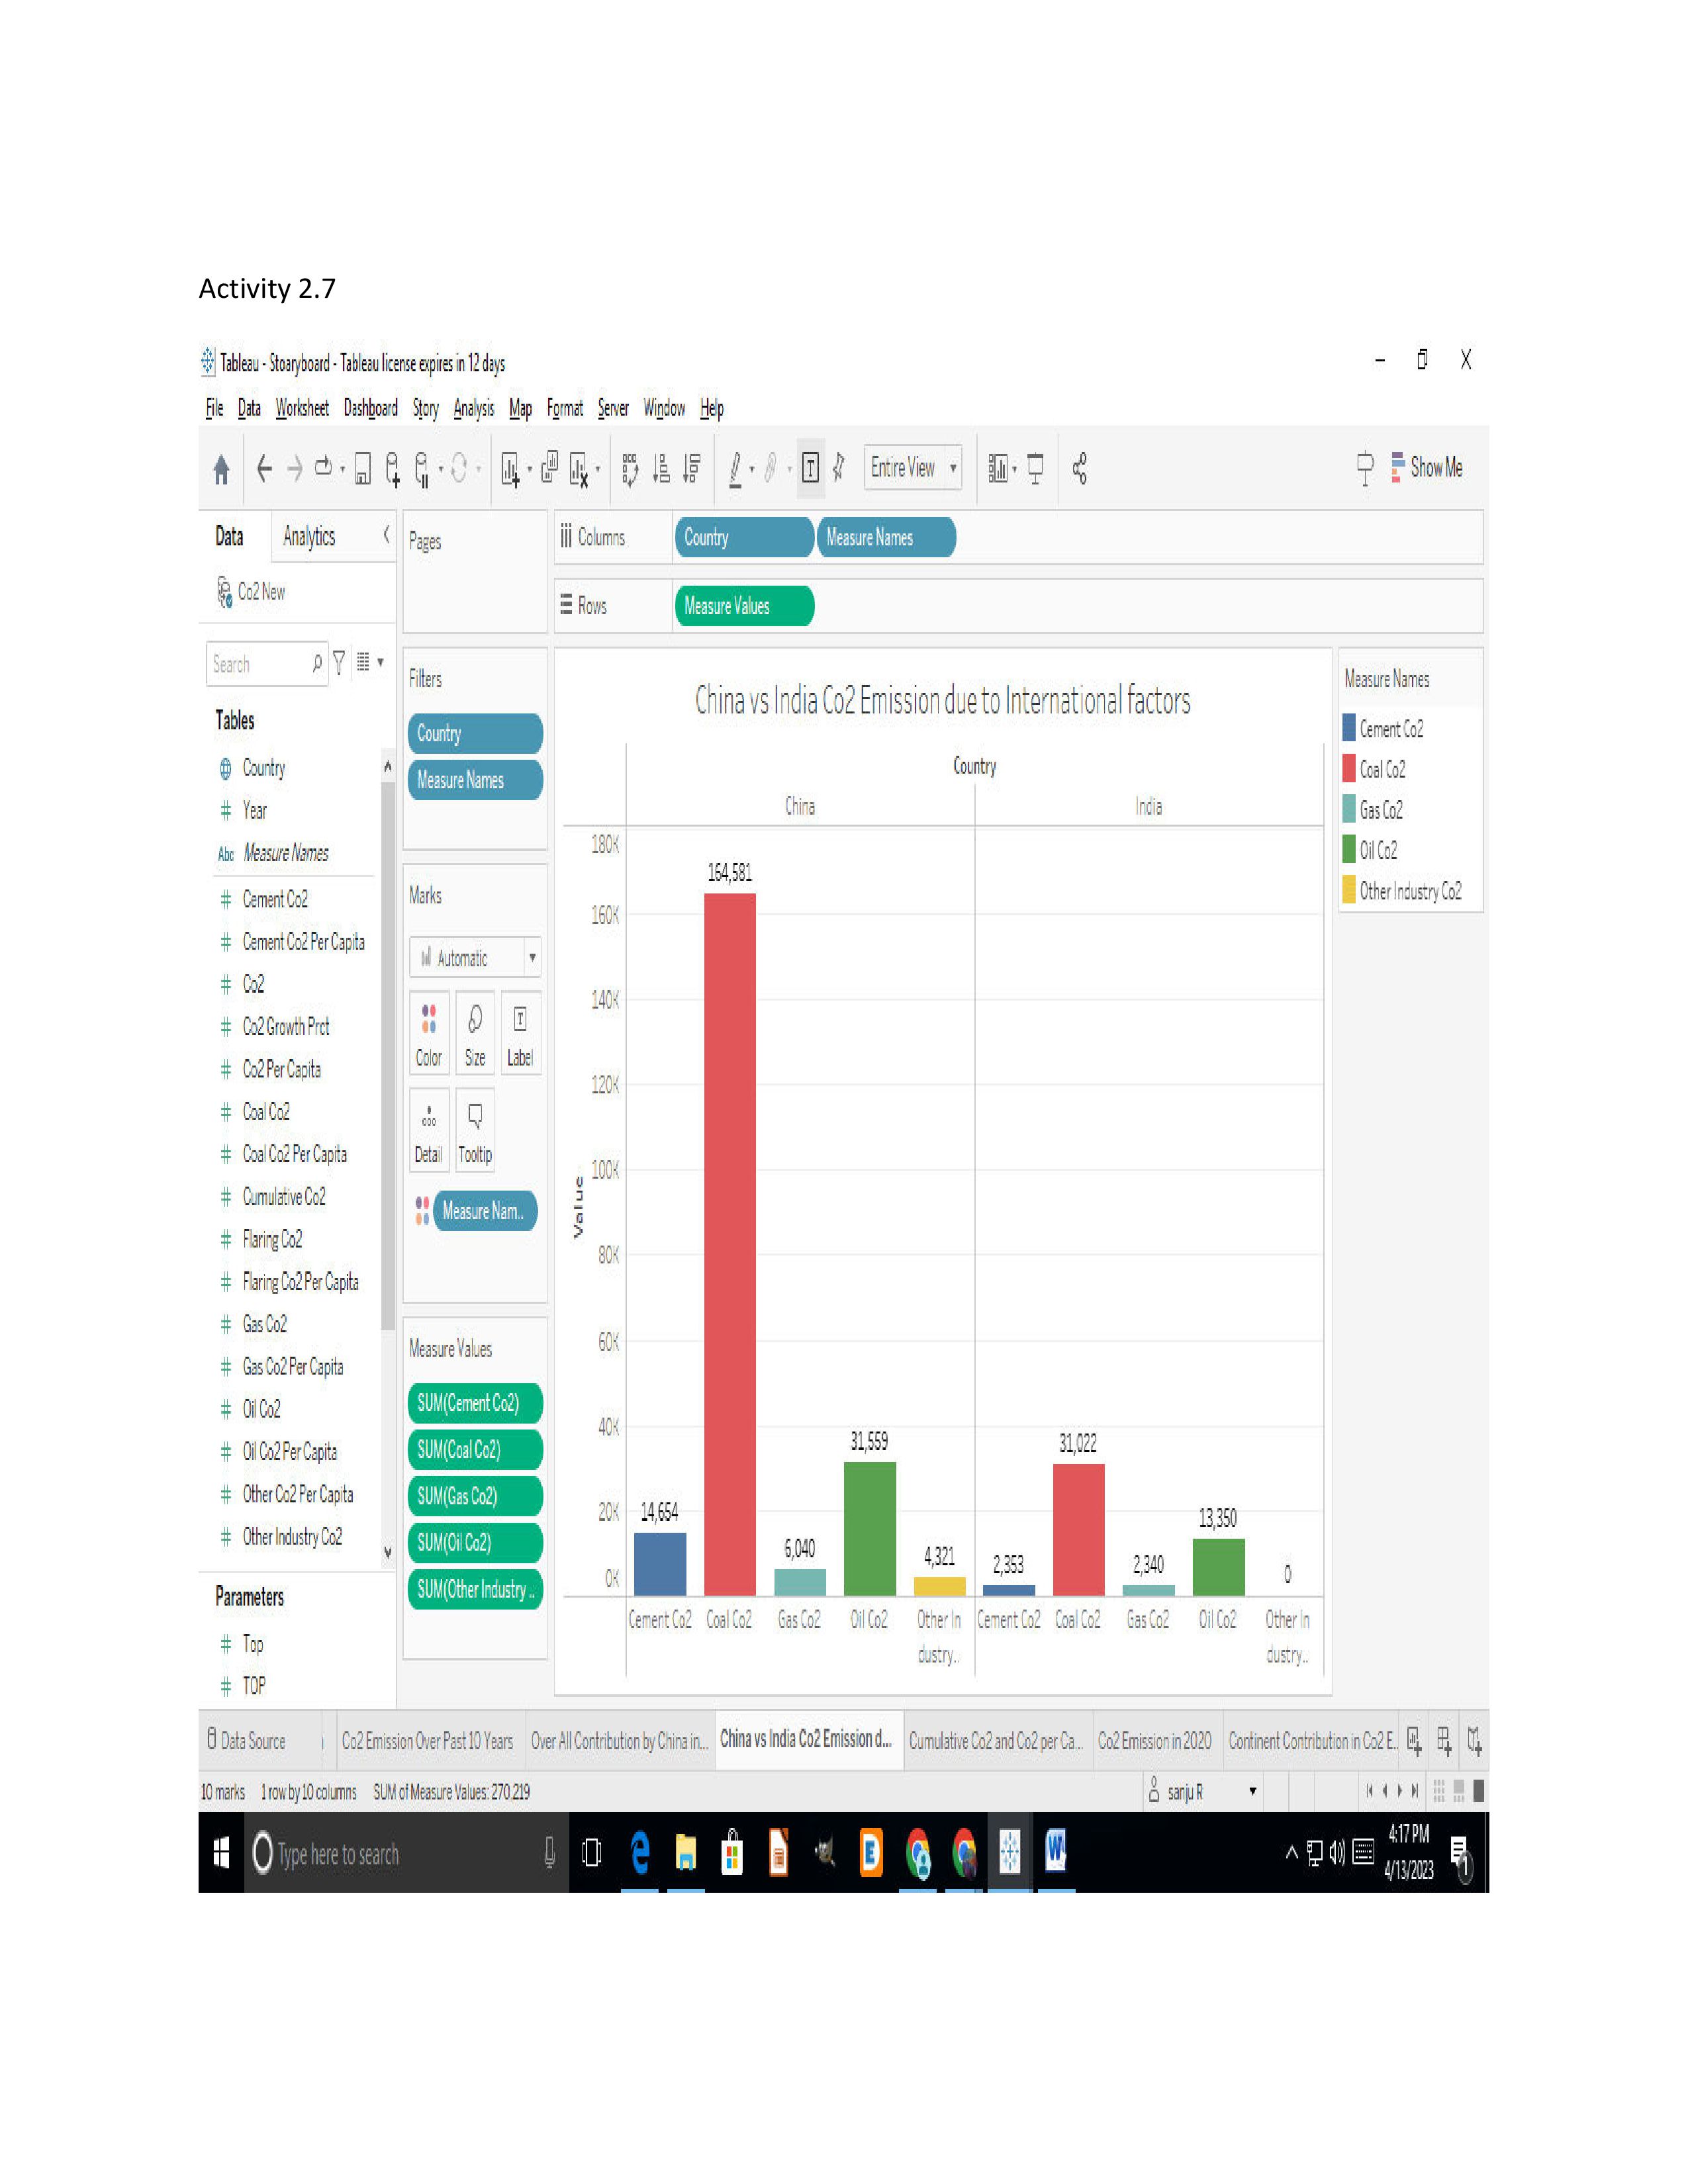 Activity 2.7
Tableau - Stoaryboard - Tableau license expires in 12 days
File Data Worksheet Dashboard Story Analysis Map Format Server Window Help
Entire View
Show Me
Data Analytics
Co2 New
Search
Tables
Country
Year
Abc Measure Names
Cement Co2
Cement Co2 Per Capita
Co2
Co2 Growth Prct
Co2 Per Capita
Coal Co2
Coal Co2 Per Capita
Cumulative Co2
Flaring Co2
Flaring Co2 Per Capita
Gas Co2
Gas Co2 Per Capita
Oil Co2
Oil Co2 Per Capita
Other Co2 Per Capita
Other Industry Co2
Parameters
Top
TOP
Pages
Filters
Country
Measure Names
Marks
Automatic
Color Size Label
Detail Tooltip
Measure Nam..
Measure Values
SUM(Cement Co2)
SUM(Coal Co2)
SUM(Gas Co2)
SUM(Oil Co2)
SUM(Other Industry ..
Columns Country Measure Names
Rows Measure Values
China vs India Co2 Emission due to International factors
Country
China India
Value
180K
160K
140K
120K
100K
80K
60K
40K
20K
0K
14,654
164,581
6,040
31,559
4,321
2,353
31,022
2,340
13,350
0
Cement Co2 Coal Co2 Gas Co2 Oil Co2 Other In Cement Co2 Coal Co2 Gas Co2 Oil Co2 Other In
dustry.. dustry..
Measure Names
Cement Co2
Coal Co2
Gas Co2
Oil Co2
Other Industry Co2
Data Source Co2 Emission Over Past 10 Years Over All Contribution by China in... China vs India Co2 Emission d... Cumulative Co2 and Co2 per Ca... Co2 Emission in 2020 Continent Contribution in Co2 E..
10 marks 1 row by 10 columns SUM of Measure Values: 270,219
sanju R
Type here to search
4:17 PM
4/13/2023
1